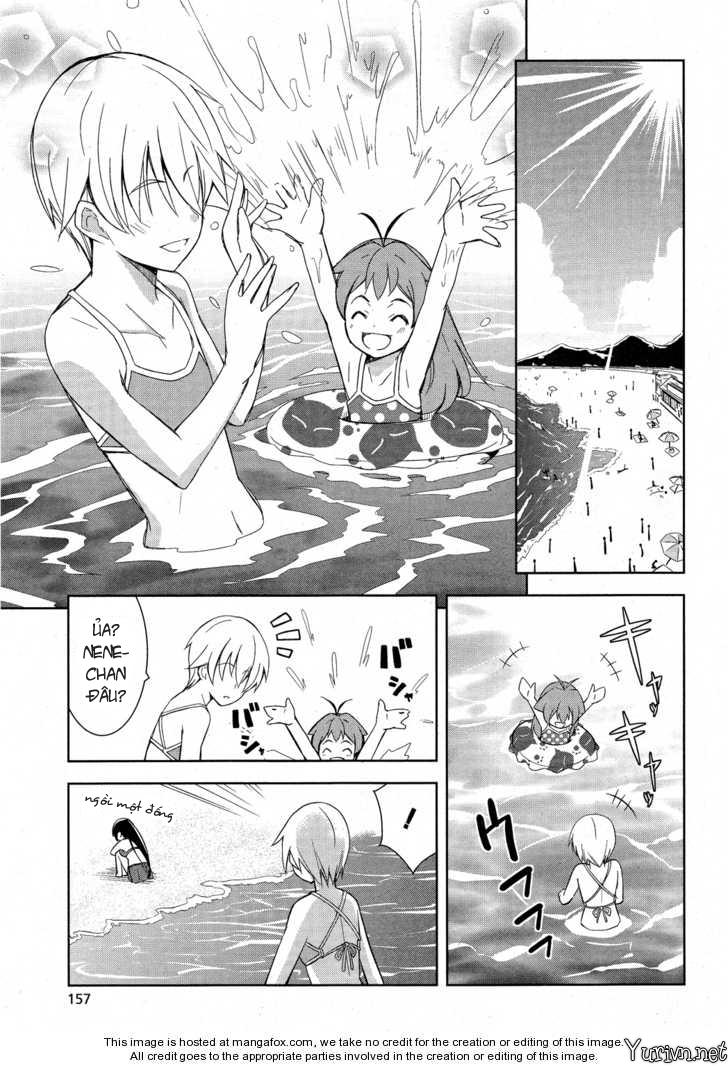 キャッ
キャッ
ウフフ
ỦA?
NENE-
CHAN
ĐÂU?
バシャ
バシャ
!
ngồi một đống
157
This image is hosted at mangafox.com, we take no credit for the creation or editing of this image.
All credit goes to the appropriate parties involved in the creation or editing of this image.
Yurivn.net